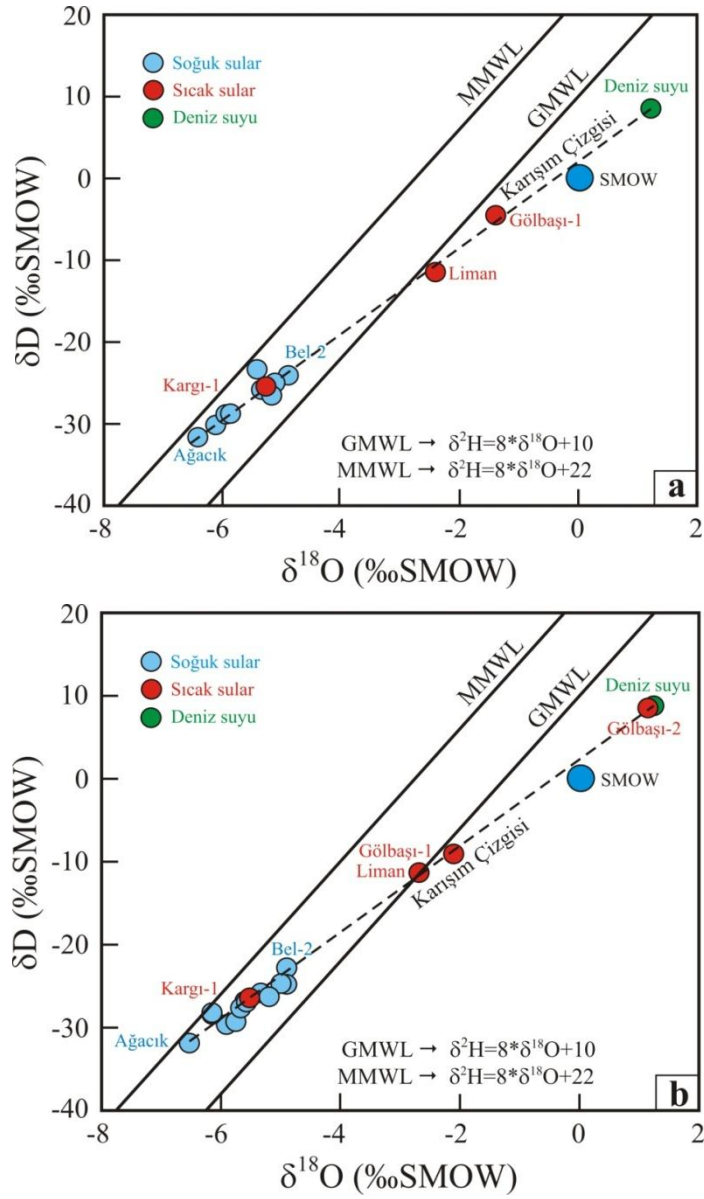 20
10
0
-10
-20
-30
-40
δD (‰SMOW)
Soğuk sular
Sıcak sular
Deniz suyu
MMWL
GMWL
Deniz suyu
Karışım Çizgisi
SMOW
Gölbaşı-1
Liman
Bel-2
Kargı-1
Ağacık
GMWL → δ²H=8*δ¹⁸O+10
MMWL → δ²H=8*δ¹⁸O+22
a
-8 -6 -4 -2 0 2
δ¹⁸O (‰SMOW)
20
10
0
-10
-20
-30
-40
δD (‰SMOW)
Soğuk sular
Sıcak sular
Deniz suyu
MMWL
GMWL
Deniz suyu
Gölbaşı-2
SMOW
Gölbaşı-1
Liman
Karışım Çizgisi
Bel-2
Kargı-1
Ağacık
GMWL → δ²H=8*δ¹⁸O+10
MMWL → δ²H=8*δ¹⁸O+22
b
-8 -6 -4 -2 0 2
δ¹⁸O (‰SMOW)